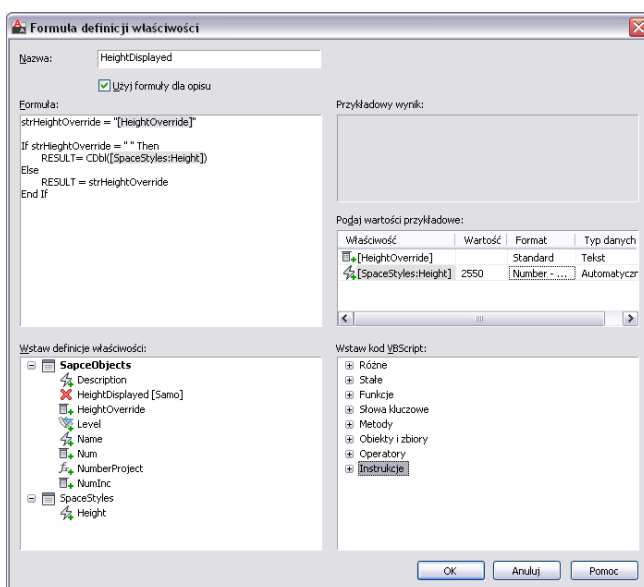 Formuła definicji właściwości
Nazwa: HeightDisplayed
Użyj formuły dla opisu
Formuła:
strHeightOverride = "[HeightOverride]"
If strHieghtOverride = " " Then
RESULT= CDbl([SpaceStyles:Height])
Else
RESULT = strHeightOverride
End If
Przykładowy wynik:
Podaj wartości przykładowe:
Właściwość Wartość Format Typ danych
[HeightOverride] Standard Tekst
[SpaceStyles:Height] 2550 Number - ... Automatyczr
Wstaw definicje właściwości:
SapceObjects
Description
HeightDisplayed [Samo]
HeightOverride
Level
Name
Num
NumberProject
NumInc
SpaceStyles
Height
Wstaw kod VBScript:
Różne
Stałe
Funkcje
Słowa kluczowe
Metody
Obiekty i zbiory
Operatory
Instrukcje
OK Anuluj Pomoc